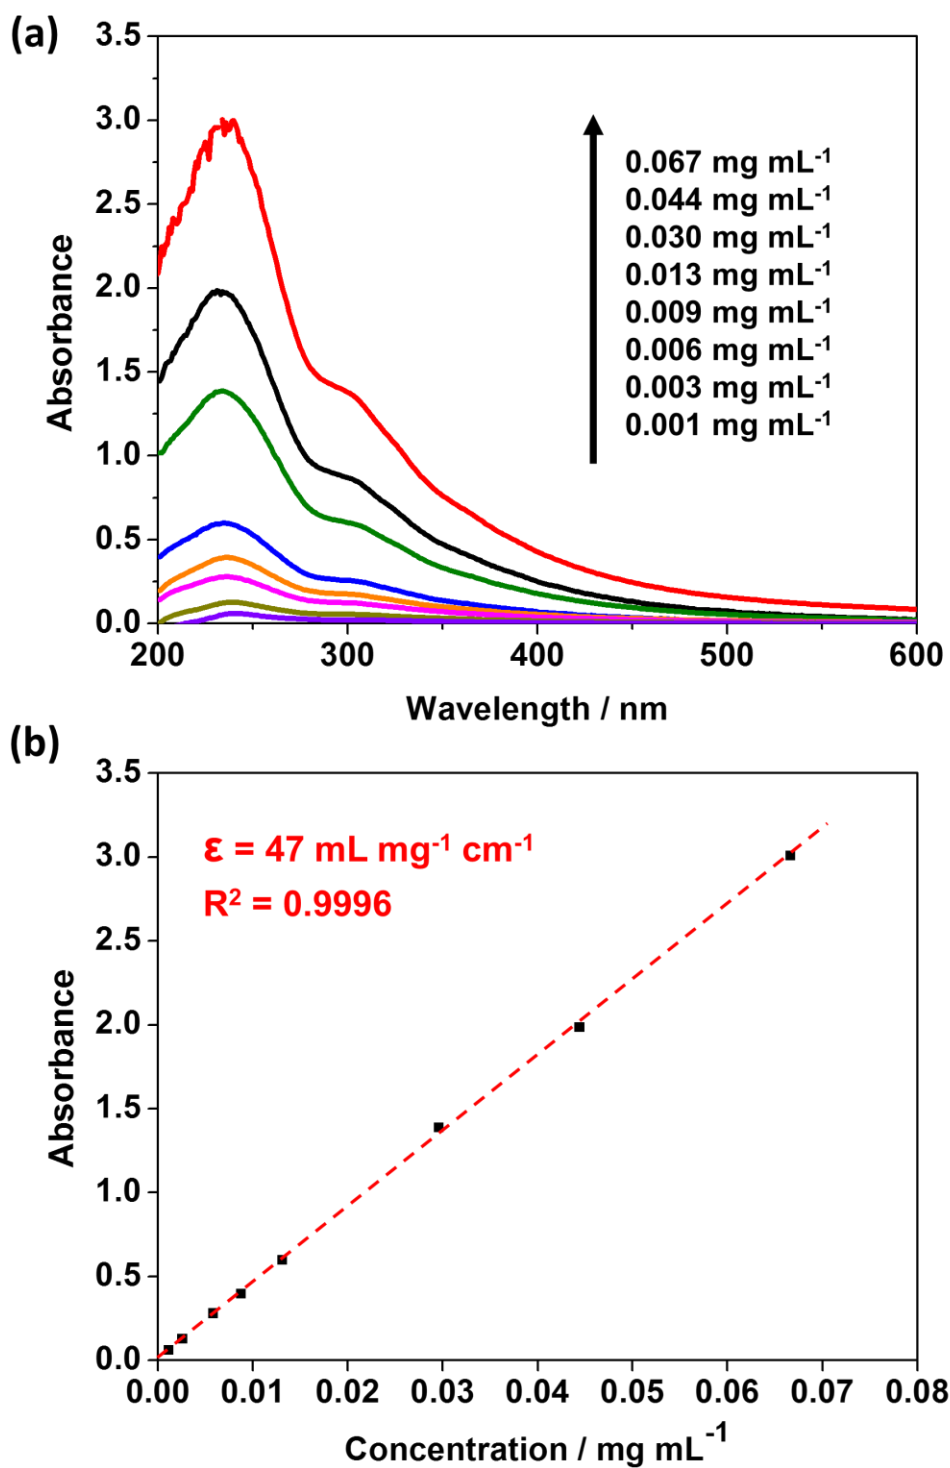 (a)
3.5
3.0
2.5
2.0
1.5
1.0
0.5
0.0
Absorbance
0.067 mg mL⁻¹
0.044 mg mL⁻¹
0.030 mg mL⁻¹
0.013 mg mL⁻¹
0.009 mg mL⁻¹
0.006 mg mL⁻¹
0.003 mg mL⁻¹
0.001 mg mL⁻¹
200 300 400 500 600
Wavelength / nm
(b)
3.5
3.0
2.5
2.0
1.5
1.0
0.5
0.0
Absorbance
ε = 47 mL mg⁻¹ cm⁻¹
R² = 0.9996
0.00 0.01 0.02 0.03 0.04 0.05 0.06 0.07 0.08
Concentration / mg mL⁻¹